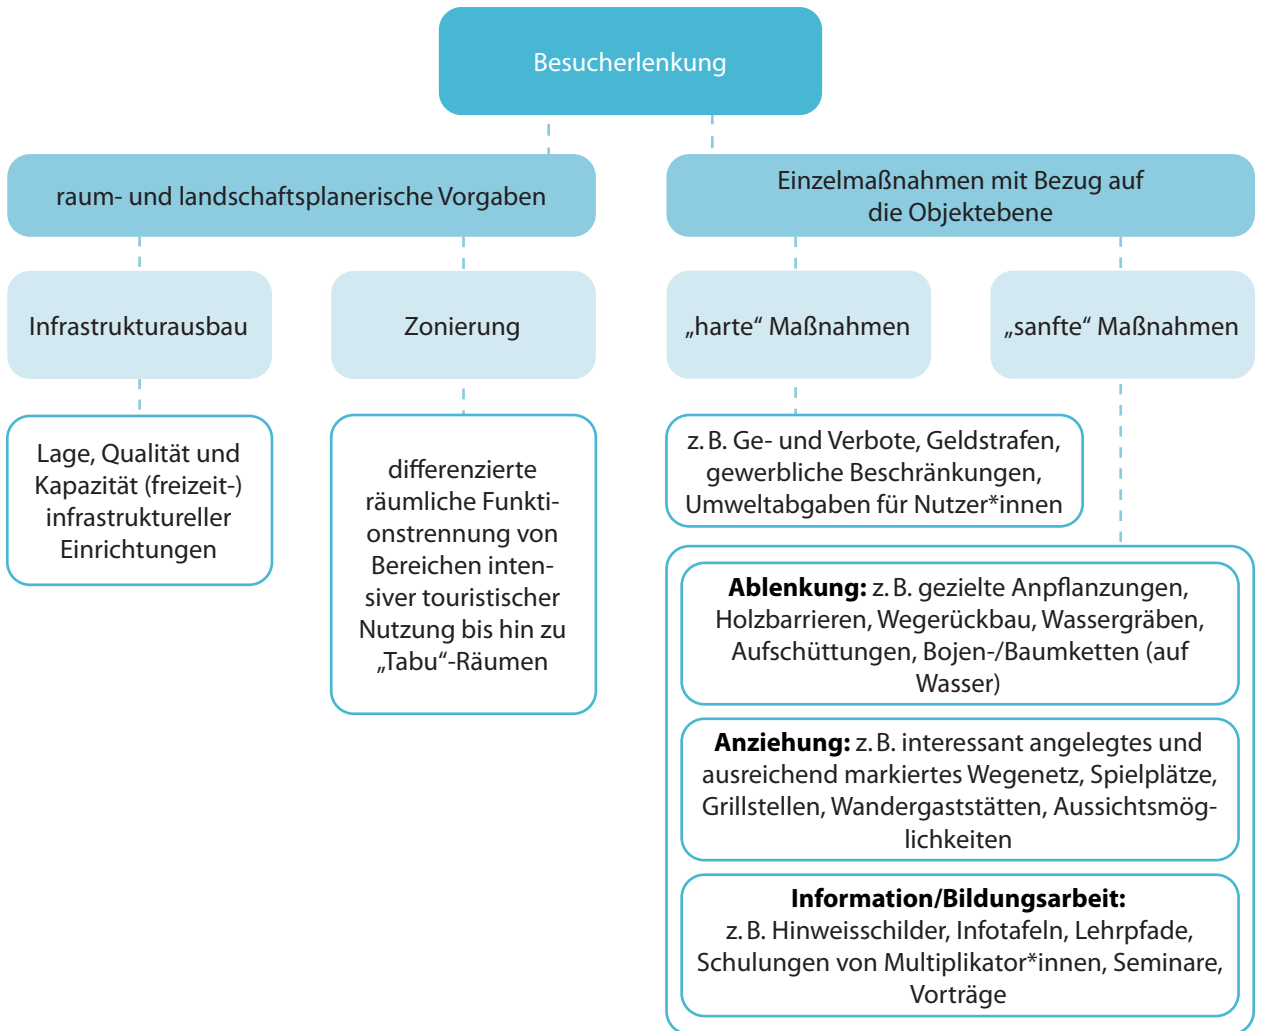 Besucherlenkung
raum- und landschaftsplanerische Vorgaben
Einzelmaßnahmen mit Bezug auf
die Objektebene
Infrastrukturausbau
Zonierung
„harte“ Maßnahmen
„sanfte“ Maßnahmen
Lage, Qualität und
Kapazität (freizeit-)
infrastruktureller
Einrichtungen
differenzierte
räumliche Funkti-
onstrennung von
Bereichen inten-
siver touristischer
Nutzung bis hin zu
„Tabu“-Räumen
z. B. Ge- und Verbote, Geldstrafen,
gewerbliche Beschränkungen,
Umweltabgaben für Nutzer*innen
Ablenkung: z. B. gezielte Anpflanzungen,
Holzbarrieren, Wegerückbau, Wassergräben,
Aufschüttungen, Bojen-/Baumketten (auf
Wasser)
Anziehung: z. B. interessant angelegtes und
ausreichend markiertes Wegenetz, Spielplätze,
Grillstellen, Wandergaststätten, Aussichtsmög-
lichkeiten
Information/Bildungsarbeit:
z. B. Hinweisschilder, Infotafeln, Lehrpfade,
Schulungen von Multiplikator*innen, Seminare,
Vorträge